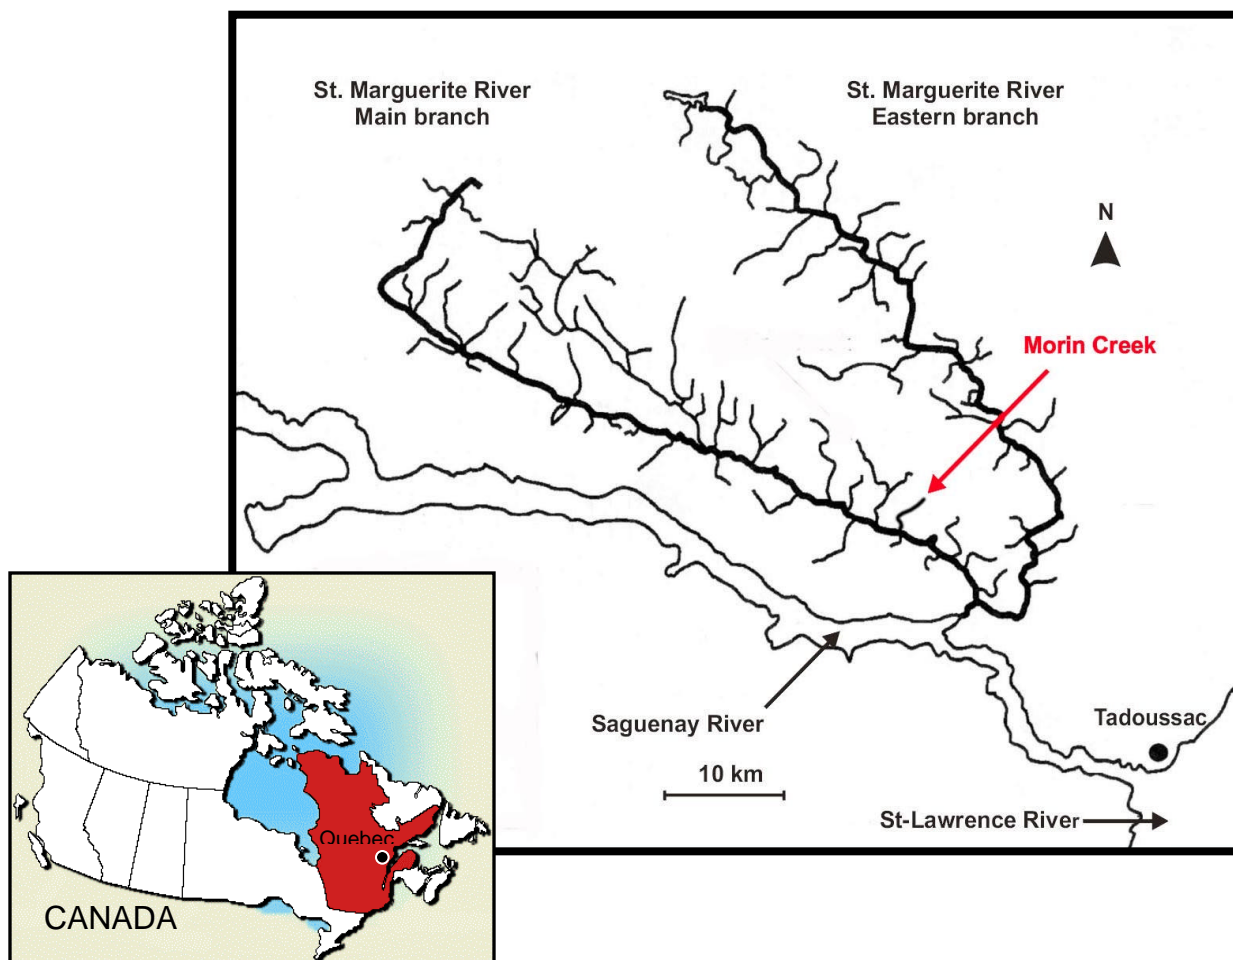 St. Marguerite River
Main branch
St. Marguerite River
Eastern branch
N
Morin Creek
Saguenay River
Tadoussac
10 km
St-Lawrence River
Quebec
CANADA